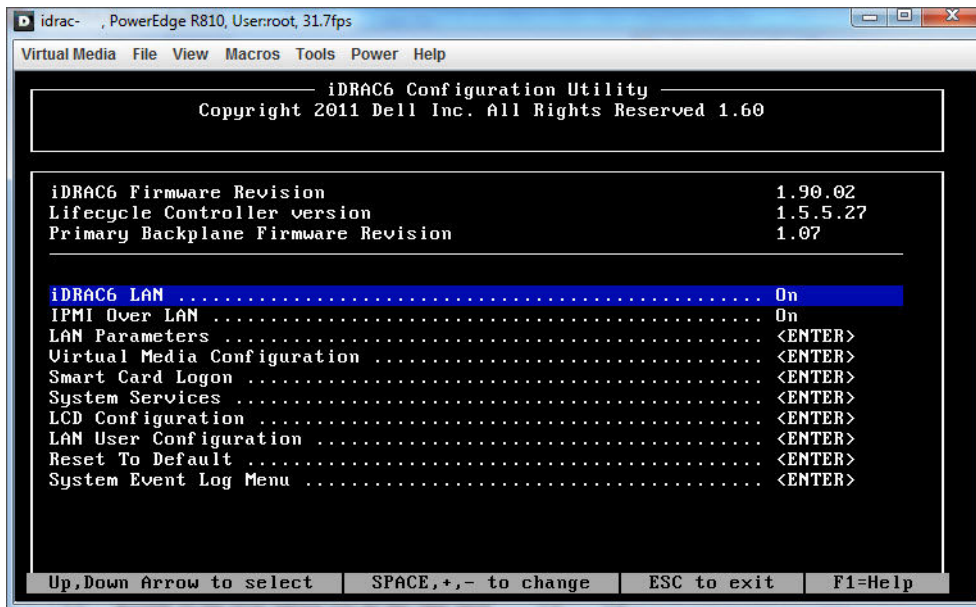 idrac- , PowerEdge R810, User:root, 31.7fps
Virtual Media File View Macros Tools Power Help
iDRAC6 Configuration Utility
Copyright 2011 Dell Inc. All Rights Reserved 1.60
iDRAC6 Firmware Revision 1.90.02
Lifecycle Controller version 1.5.5.27
Primary Backplane Firmware Revision 1.07
iDRAC6 LAN .................................................. On
IPMI Over LAN ............................................... On
LAN Parameters .............................................. <ENTER>
Virtual Media Configuration ................................. <ENTER>
Smart Card Logon ............................................ <ENTER>
System Services ............................................. <ENTER>
LCD Configuration ........................................... <ENTER>
LAN User Configuration ...................................... <ENTER>
Reset To Default ............................................ <ENTER>
System Event Log Menu ....................................... <ENTER>
Up,Down Arrow to select SPACE,+,- to change ESC to exit F1=Help